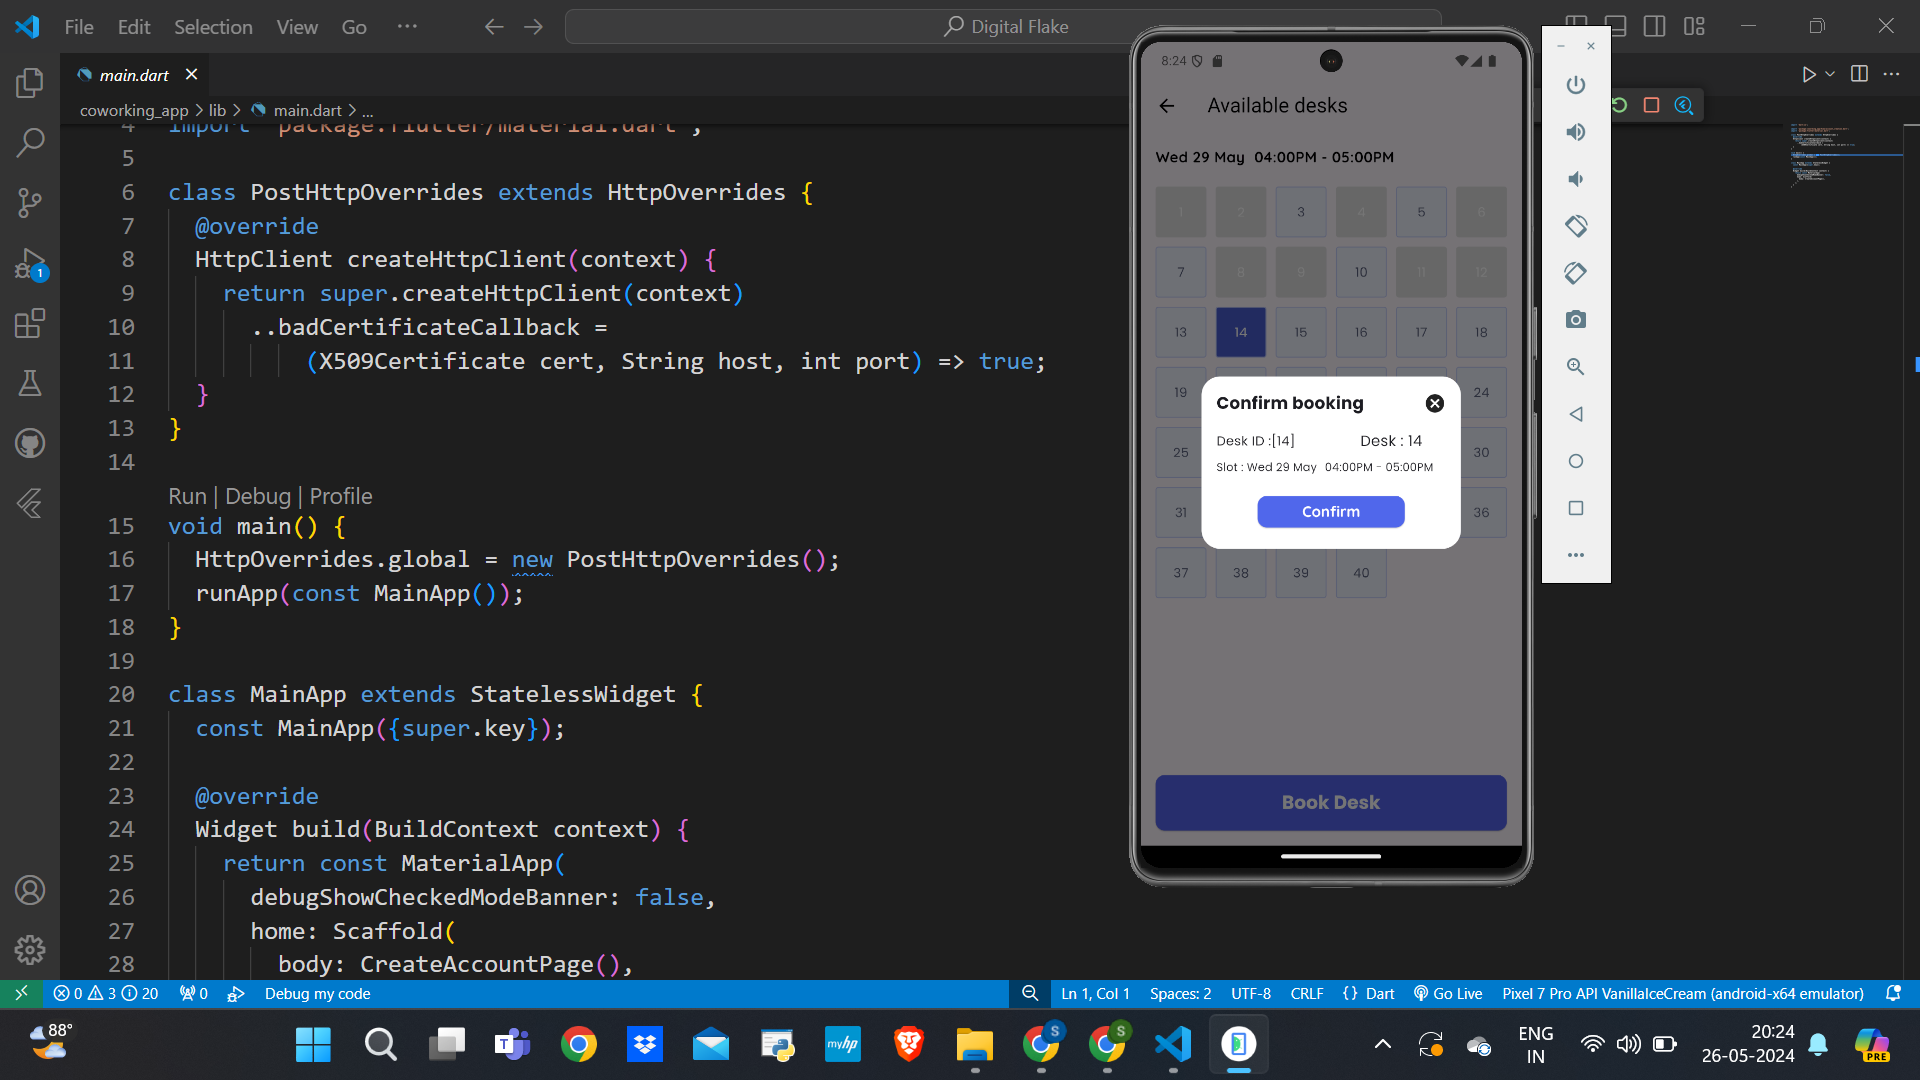 File Edit Selection View Go ···
Digital Flake
main.dart
coworking_app > lib > main.dart > ...
4 import 'package:flutter/material.dart';
5
6 class PostHttpOverrides extends HttpOverrides {
7 @override
8 HttpClient createHttpClient(context) {
9 return super.createHttpClient(context)
10 ..badCertificateCallback =
11 (X509Certificate cert, String host, int port) => true;
12 }
13 }
14
Run | Debug | Profile
15 void main() {
16 HttpOverrides.global = new PostHttpOverrides();
17 runApp(const MainApp());
18 }
19
20 class MainApp extends StatelessWidget {
21 const MainApp({super.key});
22
23 @override
24 Widget build(BuildContext context) {
25 return const MaterialApp(
26 debugShowCheckedModeBanner: false,
27 home: Scaffold(
28 body: CreateAccountPage(),
1
8:24
Available desks
Wed 29 May 04:00PM - 05:00PM
1 2 3 4 5 6
7 8 9 10 11 12
13 14 15 16 17 18
19 24
25 30
31 36
37 38 39 40
Confirm booking
Desk ID :[14] Desk : 14
Slot : Wed 29 May 04:00PM - 05:00PM
Confirm
Book Desk
0 3 20 0 Debug my code Ln 1, Col 1 Spaces: 2 UTF-8 CRLF {} Dart Go Live Pixel 7 Pro API VanillaIceCream (android-x64 emulator)
88°
T
myhp
S
S
PRE
ENG
IN
20:24
26-05-2024